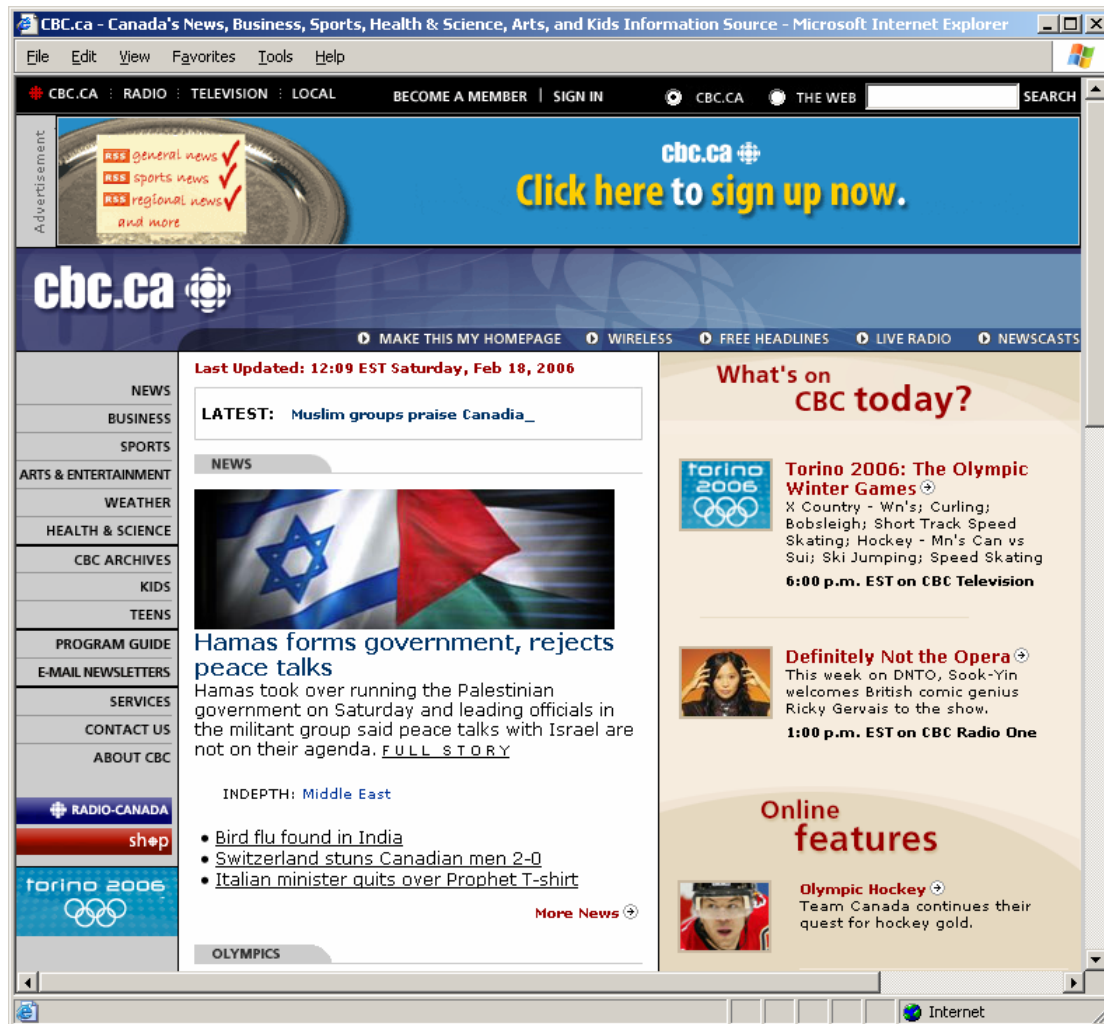 CBC.ca - Canada's News, Business, Sports, Health & Science, Arts, and Kids Information Source - Microsoft Internet Explorer
File Edit View Favorites Tools Help
CBC.CA RADIO TELEVISION LOCAL BECOME A MEMBER | SIGN IN CBC.CA THE WEB SEARCH
Advertisement
RSS general news
RSS sports news
RSS regional news
and more
cbc.ca
Click here to sign up now.
cbc.ca
MAKE THIS MY HOMEPAGE WIRELESS FREE HEADLINES LIVE RADIO NEWSCASTS
NEWS
BUSINESS
SPORTS
ARTS & ENTERTAINMENT
WEATHER
HEALTH & SCIENCE
CBC ARCHIVES
KIDS
TEENS
PROGRAM GUIDE
E-MAIL NEWSLETTERS
SERVICES
CONTACT US
ABOUT CBC
RADIO-CANADA
shop
torino 2006
Last Updated: 12:09 EST Saturday, Feb 18, 2006
LATEST: Muslim groups praise Canadia_
NEWS
Hamas forms government, rejects
peace talks
Hamas took over running the Palestinian
government on Saturday and leading officials in
the militant group said peace talks with Israel are
not on their agenda. FULL STORY
INDEPTH: Middle East
• Bird flu found in India
• Switzerland stuns Canadian men 2-0
• Italian minister quits over Prophet T-shirt
More News
OLYMPICS
What's on
CBC today?
torino
2006
Torino 2006: The Olympic
Winter Games
X Country - Wn's; Curling;
Bobsleigh; Short Track Speed
Skating; Hockey - Mn's Can vs
Sui; Ski Jumping; Speed Skating
6:00 p.m. EST on CBC Television
Definitely Not the Opera
This week on DNTO, Sook-Yin
welcomes British comic genius
Ricky Gervais to the show.
1:00 p.m. EST on CBC Radio One
Online
features
Olympic Hockey
Team Canada continues their
quest for hockey gold.
Internet